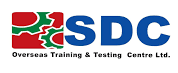 SDC
Overseas Training & Testing Centre Ltd.